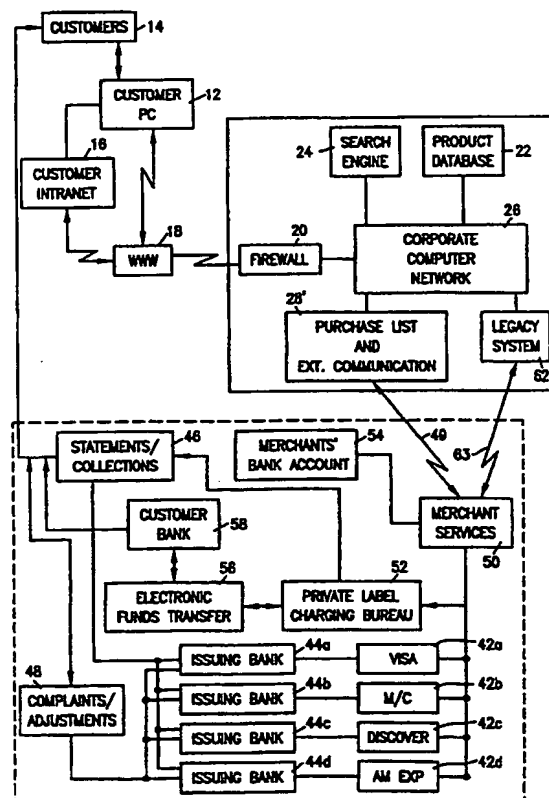 CUSTOMERS
14
CUSTOMER
PC
12
16
CUSTOMER
INTRANET
18
WWW
24
SEARCH
ENGINE
PRODUCT
DATABASE
22
20
FIREWALL
26
CORPORATE
COMPUTER
NETWORK
28'
PURCHASE LIST
AND
EXT. COMMUNICATION
LEGACY
SYSTEM
62
49
63
STATEMENTS/
COLLECTIONS
46
54
MERCHANTS'
BANK ACCOUNT
MERCHANT
SERVICES
50
CUSTOMER
BANK
58
56
ELECTRONIC
FUNDS TRANSFER
52
PRIVATE LABEL
CHARGING BUREAU
48
COMPLAINTS/
ADJUSTMENTS
44a
ISSUING BANK
42a
VISA
44b
ISSUING BANK
42b
M/C
44c
ISSUING BANK
42c
DISCOVER
44d
ISSUING BANK
42d
AM EXP